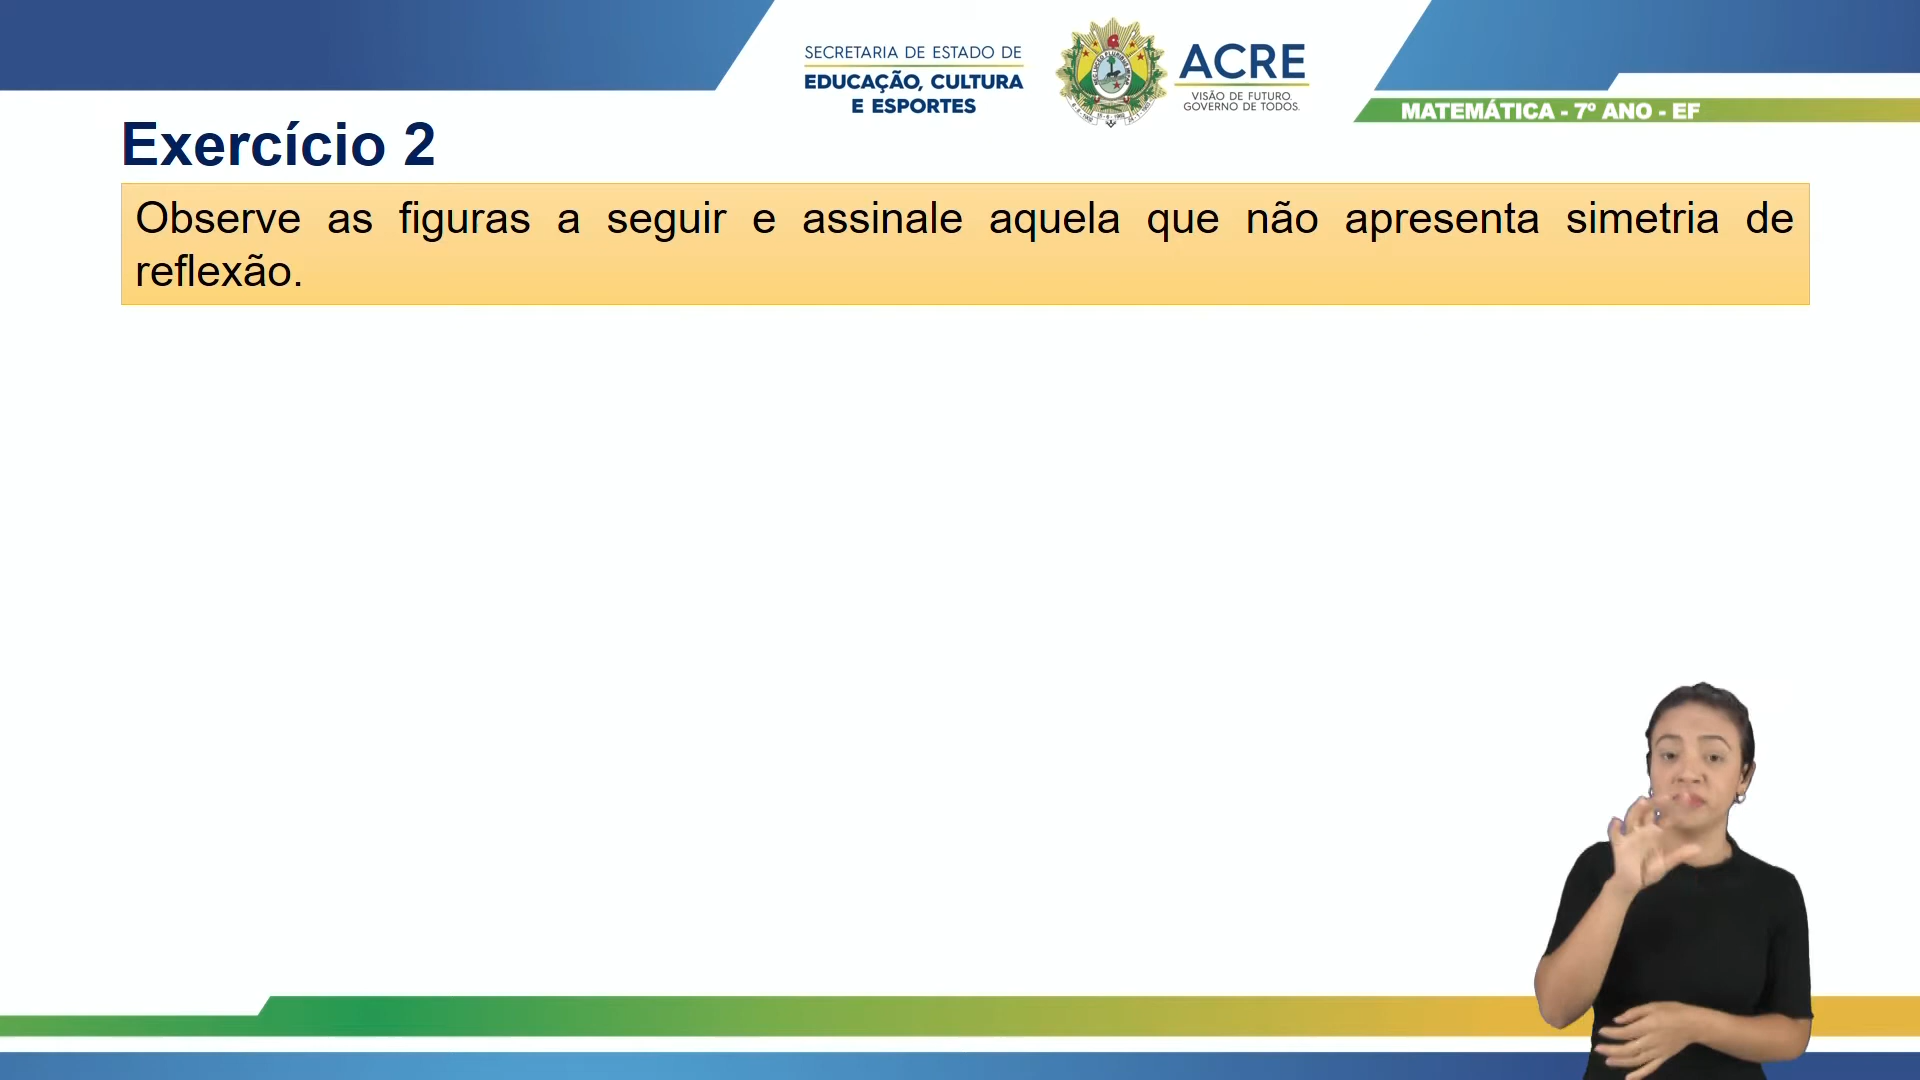 SECRETARIA DE ESTADO DE
EDUCAÇÃO, CULTURA
E ESPORTES
ACRE
VISÃO DE FUTURO.
GOVERNO DE TODOS.
MATEMÁTICA - 7º ANO - EF
Exercício 2
Observe as figuras a seguir e assinale aquela que não apresenta simetria de
reflexão.